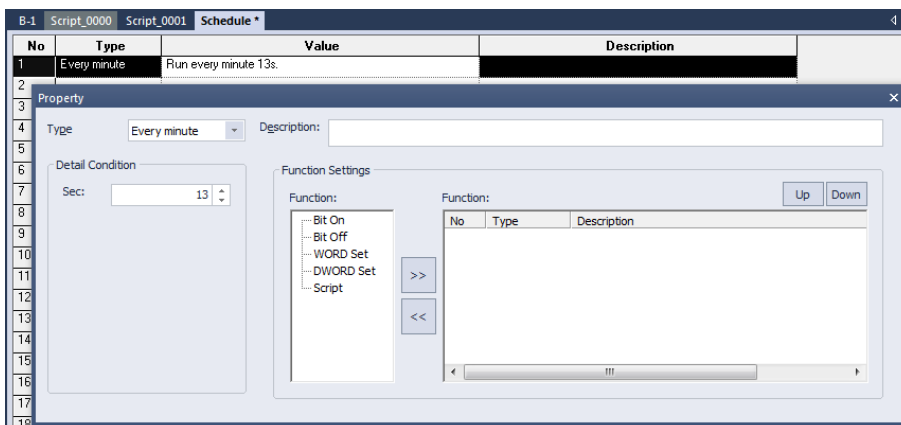 B-1 Script_0000 Script_0001 Schedule *
No Type Value Description
1 Every minute Run every minute 13s.
2
3
4
5
6
7
8
9
10
11
12
13
14
15
16
17
18
Property
Type Every minute Description:
Detail Condition
Sec: 13
Function Settings
Function:
Bit On
Bit Off
WORD Set
DWORD Set
Script
>>
<<
Function: Up Down
No Type Description